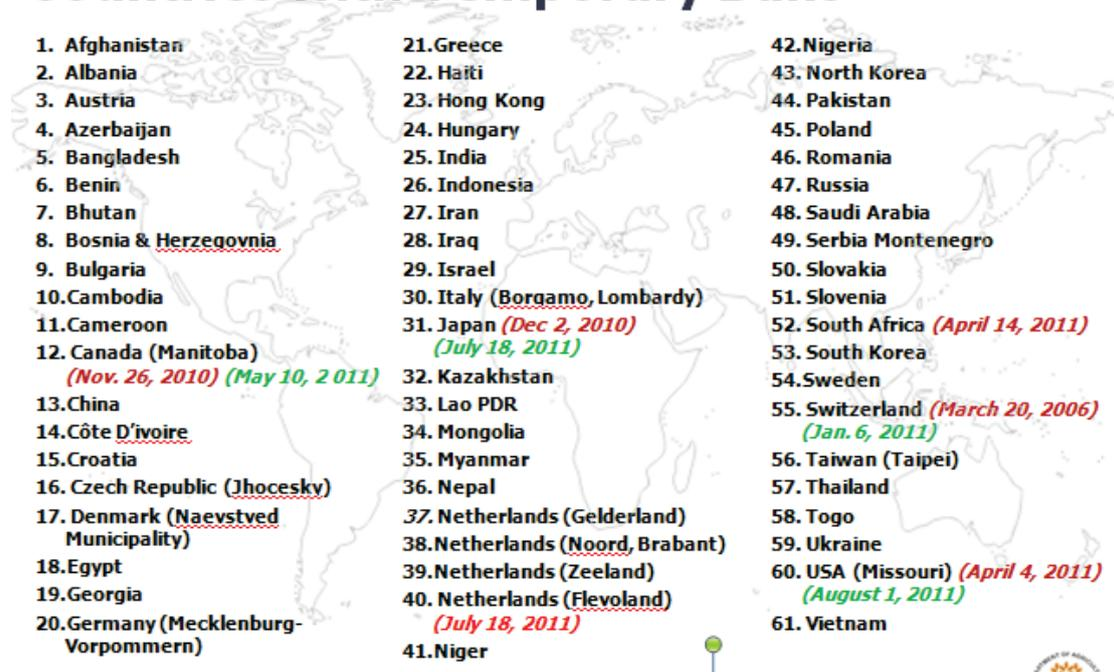 1. Afghanistan
2. Albania
3. Austria
4. Azerbaijan
5. Bangladesh
6. Benin
7. Bhutan
8. Bosnia & Herzegovnia
9. Bulgaria
10.Cambodia
11.Cameroon
12. Canada (Manitoba)
(Nov. 26, 2010) (May 10, 2 011)
13.China
14.Côte D’ivoire
15.Croatia
16. Czech Republic (Jhocesky)
17. Denmark (Naevstved
Municipality)
18.Egypt
19.Georgia
20.Germany (Mecklenburg-
Vorpommern)
21.Greece
22. Haiti
23. Hong Kong
24. Hungary
25. India
26. Indonesia
27. Iran
28. Iraq
29. Israel
30. Italy (Borgamo, Lombardy)
31. Japan (Dec 2, 2010)
(July 18, 2011)
32. Kazakhstan
33. Lao PDR
34. Mongolia
35. Myanmar
36. Nepal
37. Netherlands (Gelderland)
38.Netherlands (Noord, Brabant)
39.Netherlands (Zeeland)
40. Netherlands (Flevoland)
(July 18, 2011)
41.Niger
42.Nigeria
43. North Korea
44. Pakistan
45. Poland
46. Romania
47. Russia
48. Saudi Arabia
49. Serbia Montenegro
50. Slovakia
51. Slovenia
52. South Africa (April 14, 2011)
53. South Korea
54.Sweden
55. Switzerland (March 20, 2006)
(Jan. 6, 2011)
56. Taiwan (Taipei)
57. Thailand
58. Togo
59. Ukraine
60. USA (Missouri) (April 4, 2011)
(August 1, 2011)
61. Vietnam